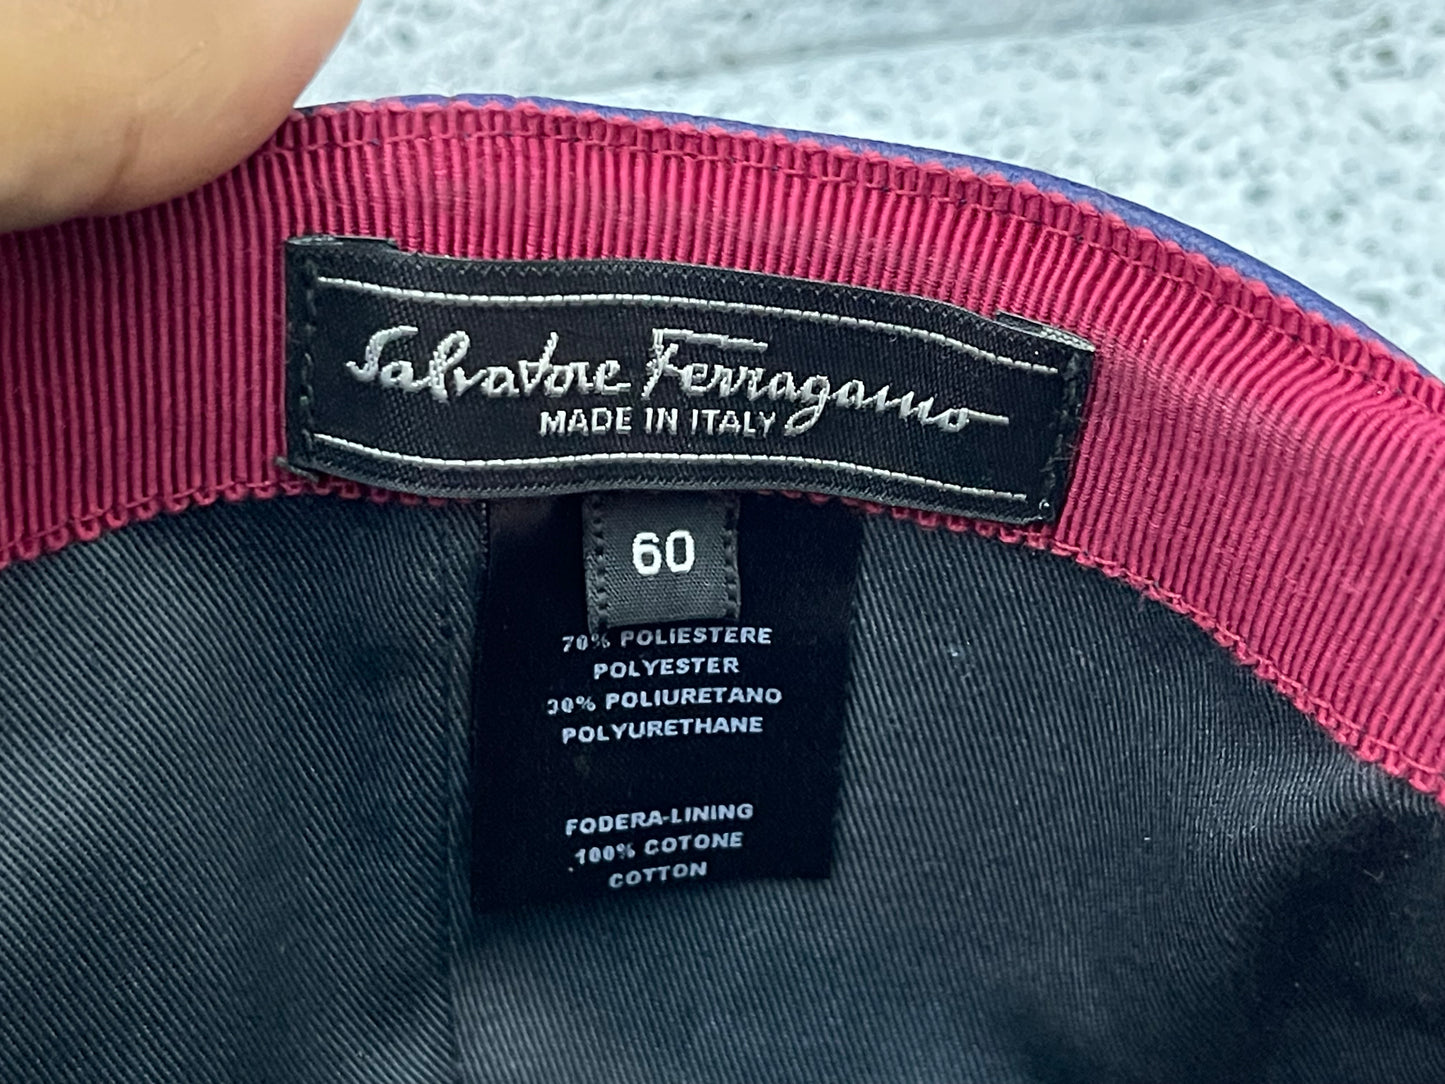 Salvatore Ferragamo
MADE IN ITALY
60
70% POLIESTERE
POLYESTER
30% POLIURETANO
POLYURETHANE
FODERA-LINING
100% COTONE
COTTON